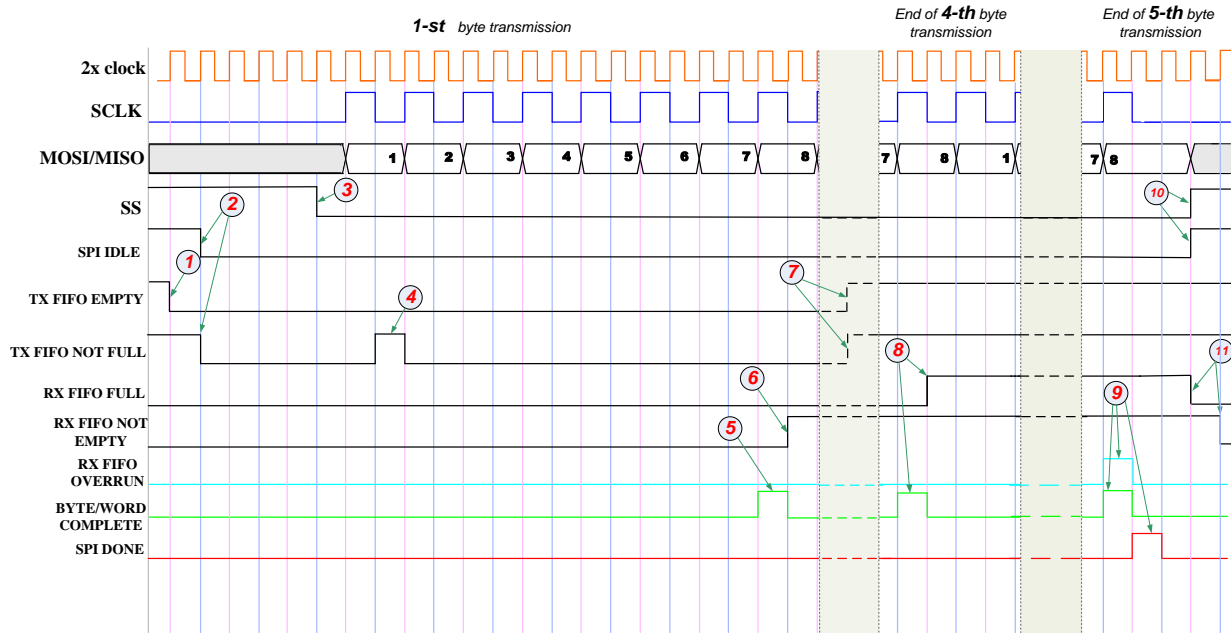 1-st byte transmission
End of 4-th byte
transmission
End of 5-th byte
transmission
2x clock
SCLK
MOSI/MISO
1 2 3 4 5 6 7 8 7 8 1 7 8
SS
3
2
10
SPI IDLE
1
TX FIFO EMPTY
4
7
TX FIFO NOT FULL
8
11
RX FIFO FULL
6
9
RX FIFO NOT
EMPTY
5
RX FIFO
OVERRUN
BYTE/WORD
COMPLETE
SPI DONE